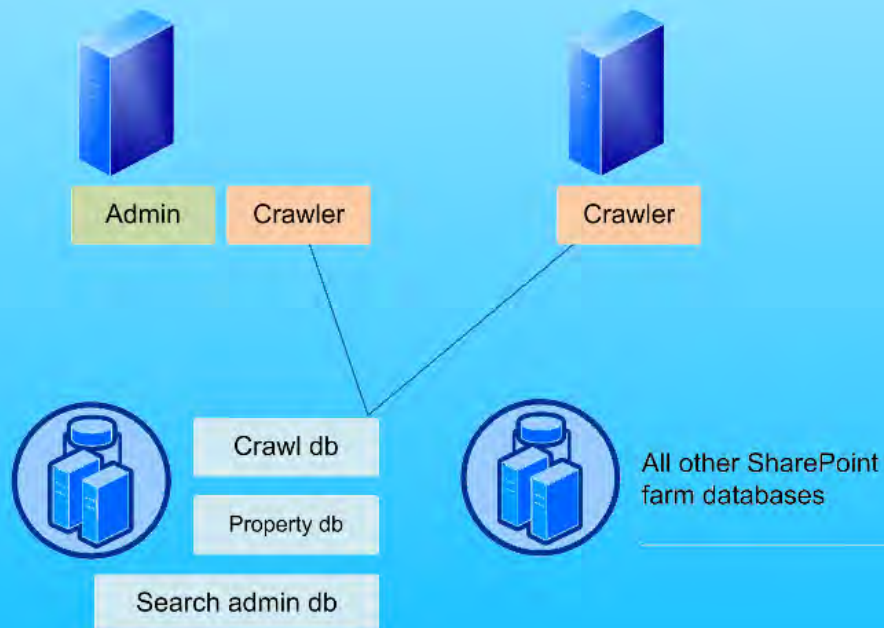 Admin
Crawler
Crawler
Crawl db
Property db
Search admin db
All other SharePoint
farm databases